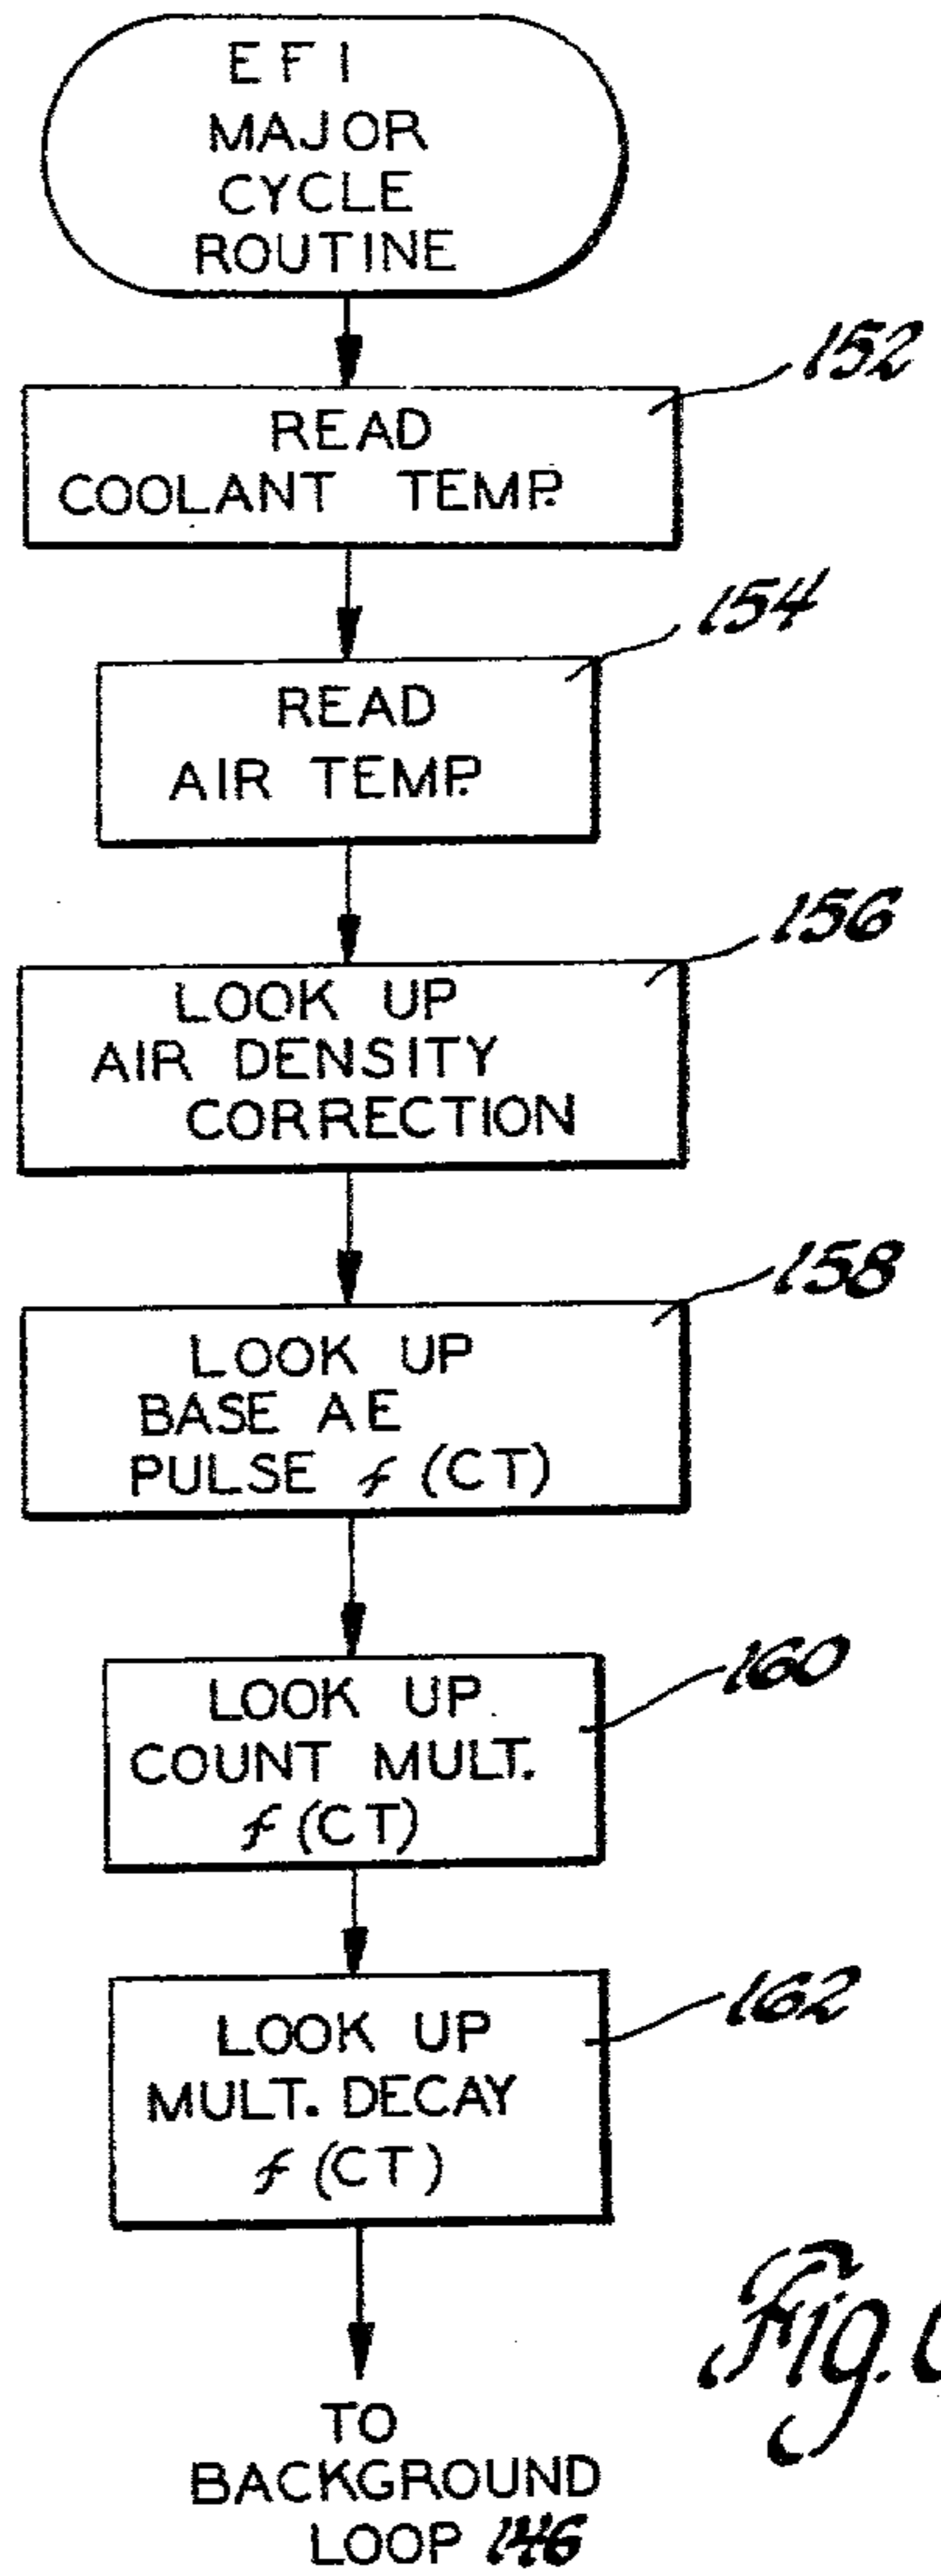 EFI
MAJOR
CYCLE
ROUTINE
152
READ
COOLANT TEMP.
154
READ
AIR TEMP.
156
LOOK UP
AIR DENSITY
CORRECTION
158
LOOK UP
BASE AE
PULSE f (CT)
160
LOOK UP
COUNT MULT.
f (CT)
162
LOOK UP
MULT. DECAY
f (CT)
Fig.
TO
BACKGROUND
LOOP 146